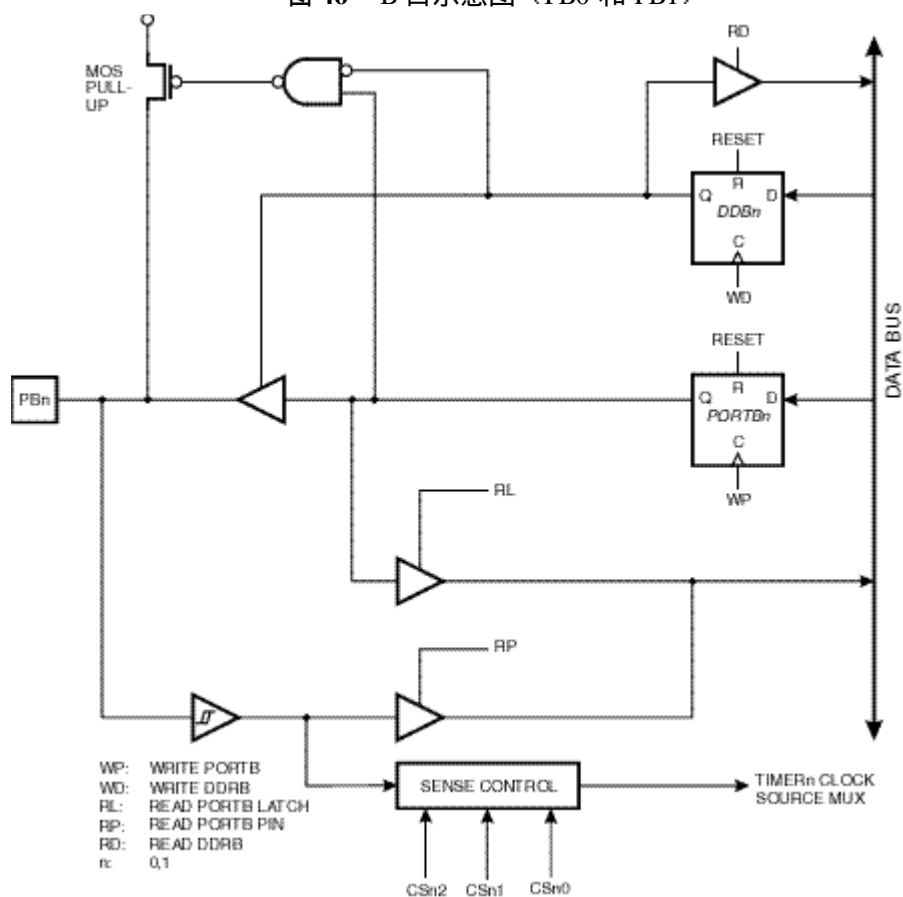 图 46 B 口示意图（PB0 和 PB1）
RD
MOS
PULL-
UP
RESET
R
Q
D
DDBn
C
WD
RESET
R
Q
D
PORTBn
C
WP
DATA BUS
PBn
RL
RP
WP: WRITE PORTB
WD: WRITE DDRB
RL: READ PORTB LATCH
RP: READ PORTB PIN
RD: READ DDRB
n: 0,1
SENSE CONTROL
TIMERn CLOCK
SOURCE MUX
CSn2 CSn1 CSn0